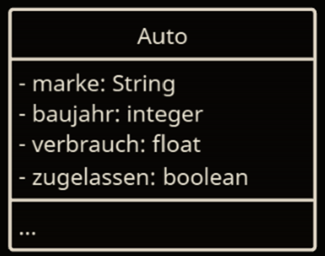 Auto
- marke: String
- baujahr: integer
- verbrauch: float
- zugelassen: boolean
...